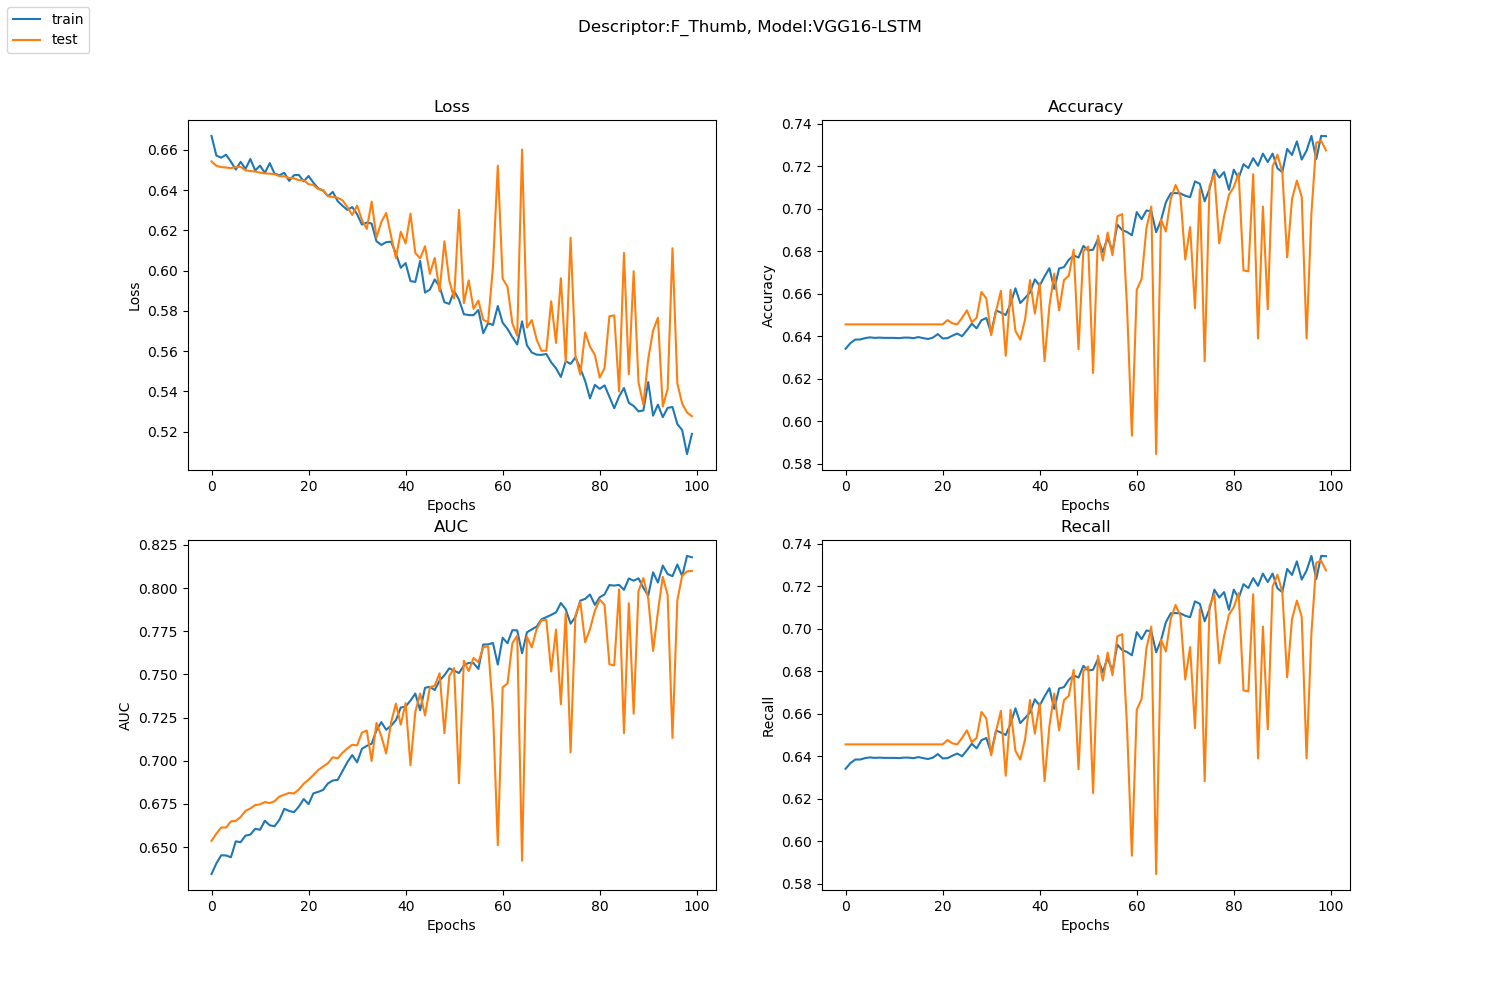 train
test
Descriptor:F_Thumb, Model:VGG16-LSTM
Loss
Loss
0.66
0.64
0.62
0.60
0.58
0.56
0.54
0.52
0 20 40 60 80 100
Epochs
Accuracy
Accuracy
0.74
0.72
0.70
0.68
0.66
0.64
0.62
0.60
0.58
0 20 40 60 80 100
Epochs
AUC
AUC
0.825
0.800
0.775
0.750
0.725
0.700
0.675
0.650
0 20 40 60 80 100
Epochs
Recall
Recall
0.74
0.72
0.70
0.68
0.66
0.64
0.62
0.60
0.58
0 20 40 60 80 100
Epochs